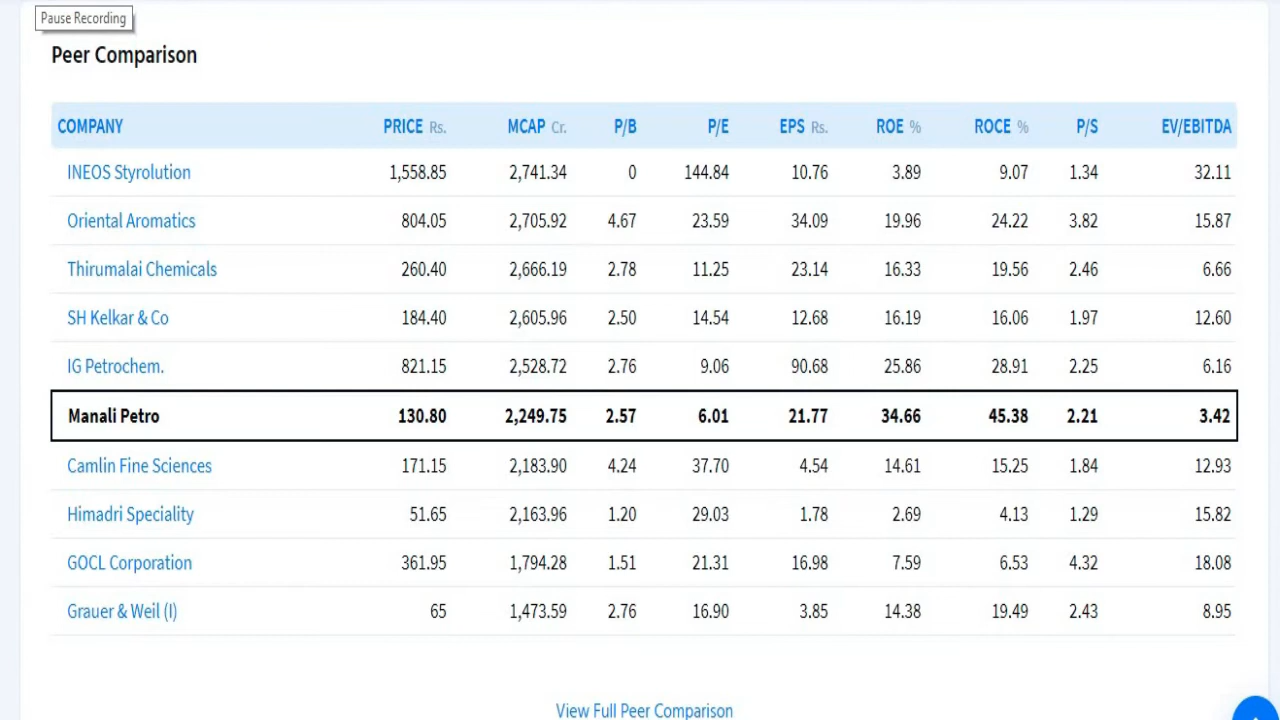 Pause Recording
Peer Comparison
COMPANY PRICE Rs. MCAP Cr. P/B P/E EPS Rs. ROE % ROCE % P/S EV/EBITDA
INEOS Styrolution 1,558.85 2,741.34 0 144.84 10.76 3.89 9.07 1.34 32.11
Oriental Aromatics 804.05 2,705.92 4.67 23.59 34.09 19.96 24.22 3.82 15.87
Thirumalai Chemicals 260.40 2,666.19 2.78 11.25 23.14 16.33 19.56 2.46 6.66
SH Kelkar & Co 184.40 2,605.96 2.50 14.54 12.68 16.19 16.06 1.97 12.60
IG Petrochem. 821.15 2,528.72 2.76 9.06 90.68 25.86 28.91 2.25 6.16
Manali Petro 130.80 2,249.75 2.57 6.01 21.77 34.66 45.38 2.21 3.42
Camlin Fine Sciences 171.15 2,183.90 4.24 37.70 4.54 14.61 15.25 1.84 12.93
Himadri Speciality 51.65 2,163.96 1.20 29.03 1.78 2.69 4.13 1.29 15.82
GOCL Corporation 361.95 1,794.28 1.51 21.31 16.98 7.59 6.53 4.32 18.08
Grauer & Weil (I) 65 1,473.59 2.76 16.90 3.85 14.38 19.49 2.43 8.95
View Full Peer Comparison